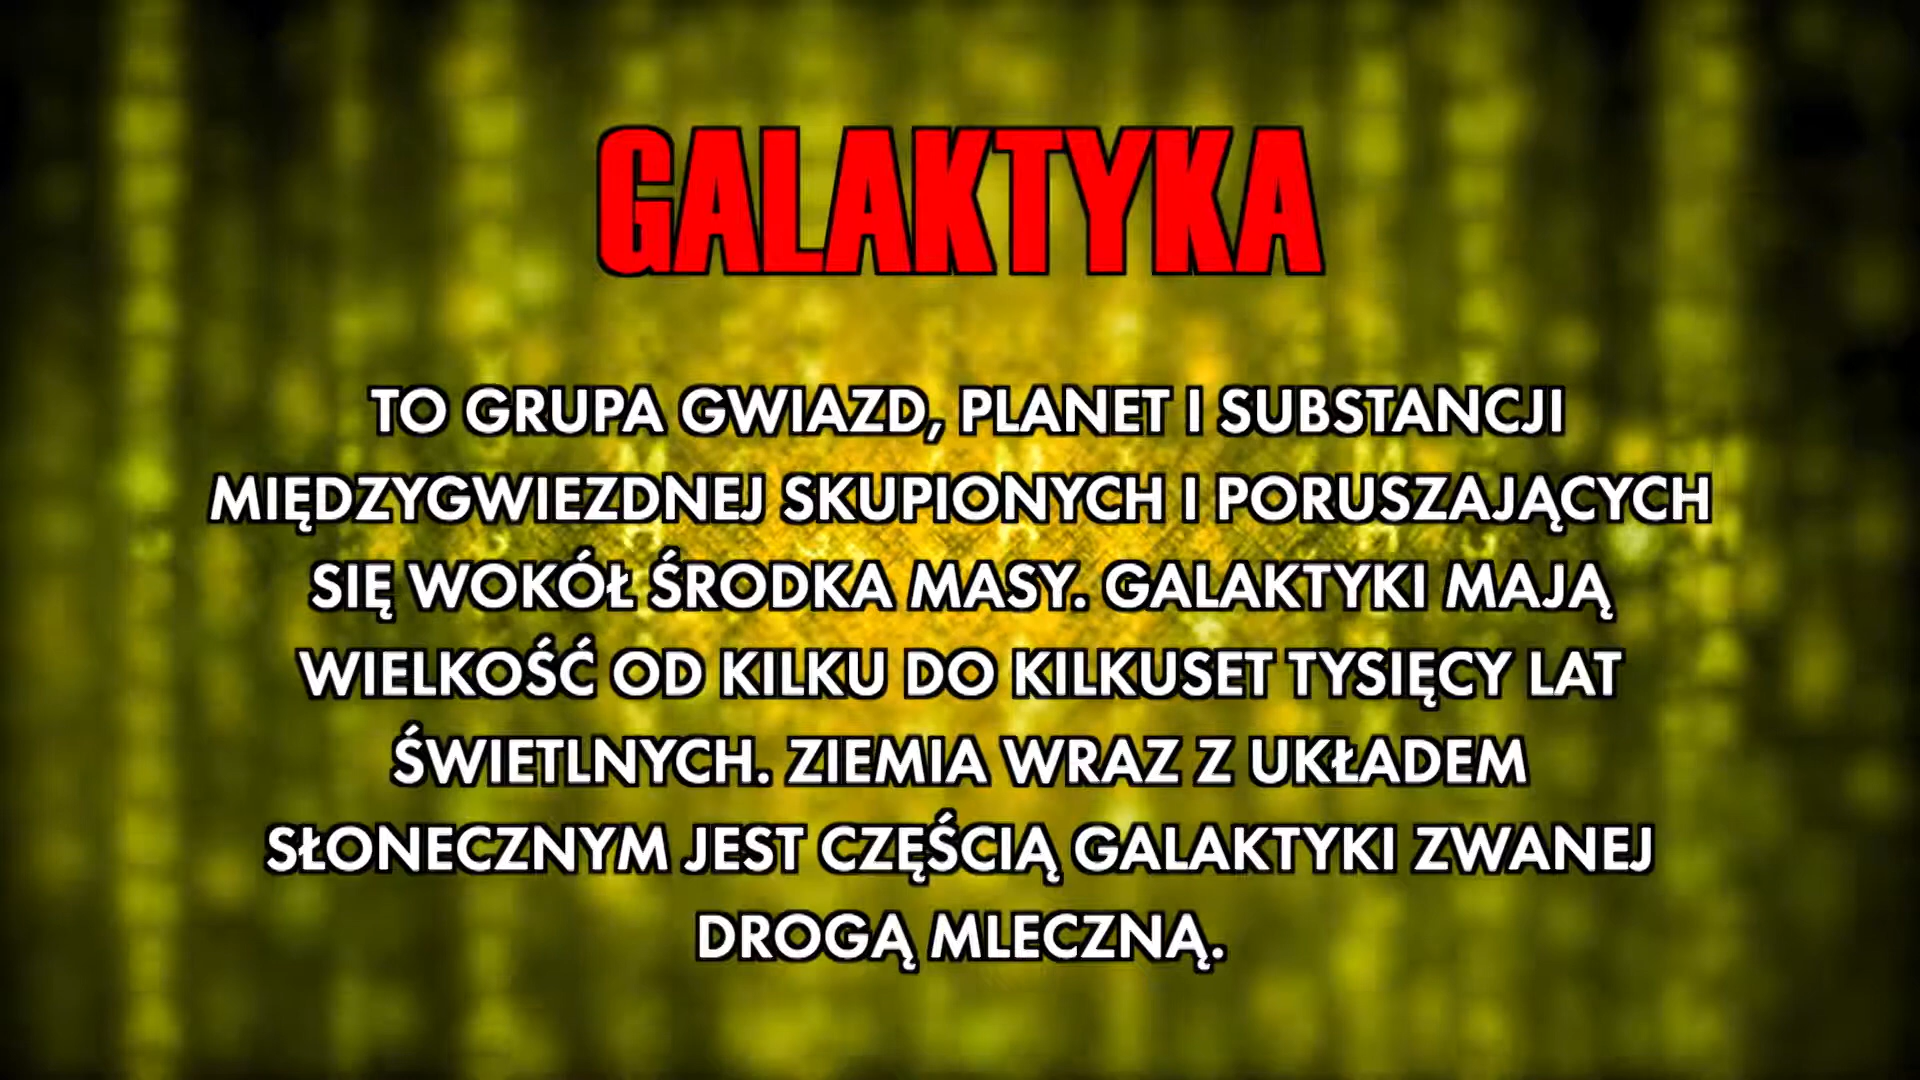 GALAKTYKA
TO GRUPA GWIAZD, PLANET I SUBSTANCJI
MIĘDZYGWIEZDNEJ SKUPIONYCH I PORUSZAJĄCYCH
SIĘ WOKÓŁ ŚRODKA MASY. GALAKTYKI MAJĄ
WIELKOŚĆ OD KILKU DO KILKUSET TYSIĘCY LAT
ŚWIETLNYCH. ZIEMIA WRAZ Z UKŁADEM
SŁONECZNYM JEST CZĘŚCIĄ GALAKTYKI ZWANEJ
DROGĄ MLECZNĄ.